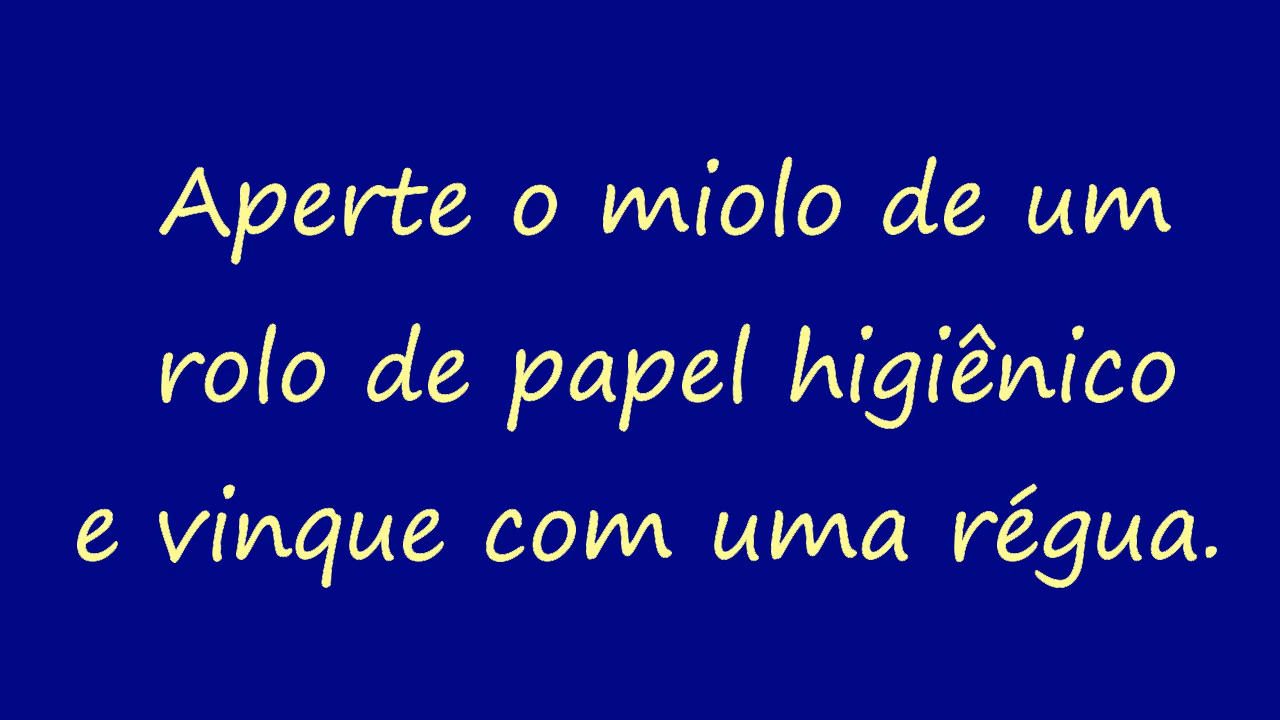 Aperte o miolo de um
rolo de papel higiênico
e vinque com uma régua.